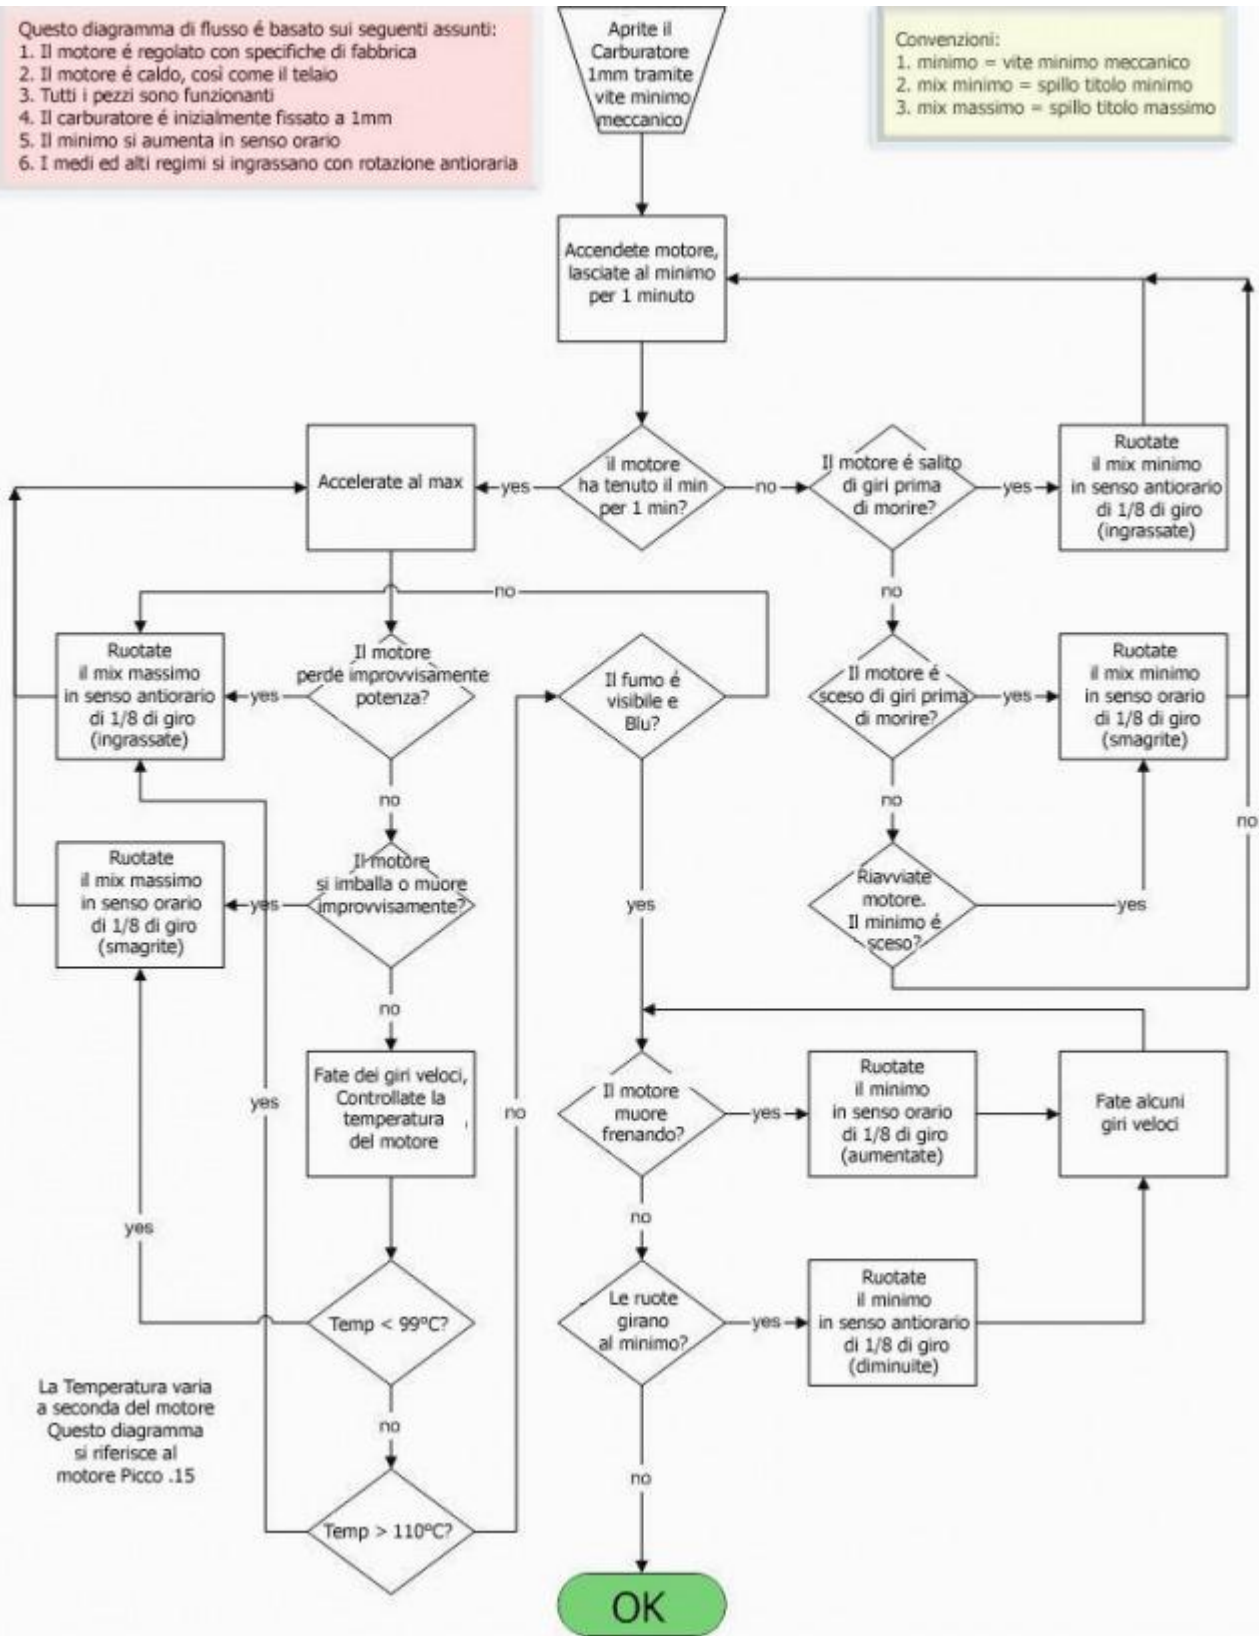 Questo diagramma di flusso é basato sui seguenti assunti:
1. Il motore é regolato con specifiche di fabbrica
2. Il motore é caldo, così come il telaio
3. Tutti i pezzi sono funzionanti
4. Il carburatore é inizialmente fissato a 1mm
5. Il minimo si aumenta in senso orario
6. I medi ed alti regimi si ingrassano con rotazione antioraria
Aprite il
Carburatore
1mm tramite
vite minimo
meccanico
Convenzioni:
1. minimo = vite minimo meccanico
2. mix minimo = spillo titolo minimo
3. mix massimo = spillo titolo massimo
Accendete motore,
lasciate al minimo
per 1 minuto
Accelerate al max
yes
il motore
ha tenuto il min
per 1 min?
no
Il motore é salito
di giri prima
di morire?
yes
Ruotate
il mix minimo
in senso antiorario
di 1/8 di giro
(ingrassate)
no
no
Ruotate
il mix massimo
in senso antiorario
di 1/8 di giro
(ingrassate)
yes
Il motore
perde improvvisamente
potenza?
Il fumo é
visibile e
Blu?
Il motore é
sceso di giri prima
di morire?
yes
Ruotate
il mix minimo
in senso orario
di 1/8 di giro
(smagrite)
no
no
no
Ruotate
il mix massimo
in senso orario
di 1/8 di giro
(smagrite)
yes
Il motore
si imballa o muore
improvvisamente?
yes
Riavviate
motore.
Il minimo é
sceso?
yes
no
Fate dei giri veloci,
Controllate la
temperatura
del motore
yes
no
Il motore
muore
frenando?
yes
Ruotate
il minimo
in senso orario
di 1/8 di giro
(aumentate)
Fate alcuni
giri veloci
yes
no
Temp < 99°C?
Le ruote
girano
al minimo?
yes
Ruotate
il minimo
in senso antiorario
di 1/8 di giro
(diminuite)
La Temperatura varia
a seconda del motore
Questo diagramma
si riferisce al
motore Picco .15
no
no
Temp > 110°C?
OK